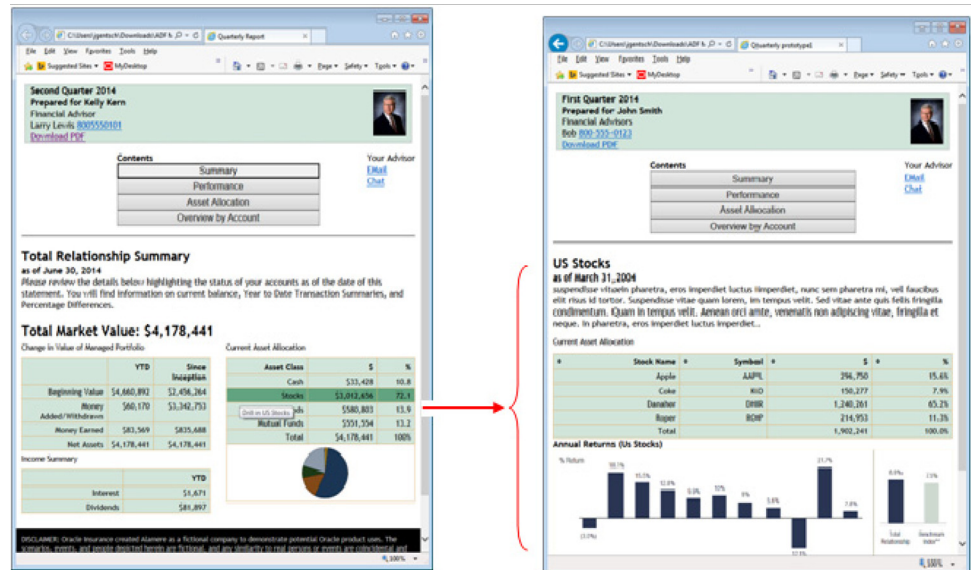 C:\Users\jgentsch\Downloads\ADF
Quarterly Report
File Edit View Favorites Tools Help
Suggested Sites MyDesktop
Page Safety Tools
Second Quarter 2014
Prepared for Kelly Kern
Financial Advisor
Larry Lewis 8005550101
Download PDF
Contents
Summary
Performance
Asset Allocation
Overview by Account
Your Advisor
EMail
Chat
Total Relationship Summary
as of June 30, 2014
Please review the details below highlighting the status of your accounts as of the date of this
statement. You will find information on current balance, Year to Date Transaction Summaries, and
Percentage Differences.
Total Market Value: $4,178,441
Change in Value of Managed Portfolio
YTD Since Inception
Beginning Value $4,660,892 $2,456,264
Money Added/Withdrawn $60,170 $3,342,753
Money Earned $83,569 $835,688
Net Assets $4,178,441 $4,178,441
Current Asset Allocation
Asset Class $ %
Cash $33,428 10.8
Stocks $3,012,656 72.1
Drill in US Stocks
ds $580,803 13.9
Mutual Funds $551,554 13.2
Total $4,178,441 100%
Income Summary
YTD
Interest $1,671
Dividends $81,897
DISCLAIMER: Oracle Insurance created Alamere as a fictional company to demonstrate potential Oracle product uses. The
scenarios, events, and people depicted herein are fictional, and any similarity to real persons or events are coincidental and
100%
C:\Users\jgentsch\Downloads\ADF
File Edit View Favorites Tools Help
Suggested Sites MyDesktop
Page Safety Tools
First Quarter 2014
Prepared for John Smith
Financial Advisors
Bob 800-555-0123
Download PDF
Contents
Summary
Performance
Asset Allocation
Overview by Account
Your Advisor
EMail
Chat
US Stocks
as of March 31, 2004
suspendisse vitaein pharetra, eros imperdiet luctus iimperdiet, nunc sem pharetra mi, vel faucibus
elit risus id tortor. Suspendisse vitae quam lorem, im tempus velit. Sed vitae ante quis felis fringilla
condimentum. Quam in tempus velit. Aenean orci amte, venenatis non adipiscing vitae, fringilla et
neque. In pharetra, eros imperdiet luctus imperdiet..
Current Asset Allocation
Stock Name Symbol $ %
Apple 296,750 15.6%
Coke 150,277 7.9%
Danaher 1,240,261 65.2%
Roper 214,953 11.3%
Total 1,902,241 100.0%
Annual Returns (Us Stocks)
% Return
12%
9%
7.5%
Total Relationship
Benchmark Index
100%